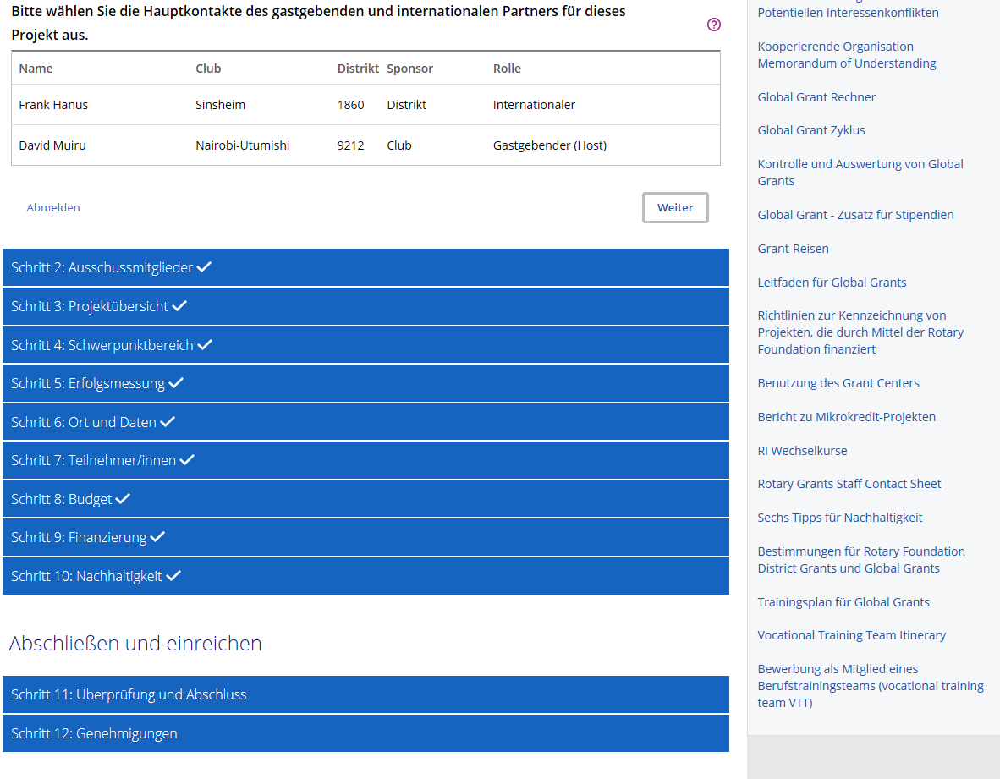 Bitte wählen Sie die Hauptkontakte des gastgebenden und internationalen Partners für dieses
Projekt aus.
Name Club Distrikt Sponsor Rolle
Frank Hanus Sinsheim 1860 Distrikt Internationaler
David Muiru Nairobi-Utumishi 9212 Club Gastgebender (Host)
Abmelden Weiter
Schritt 2: Ausschussmitglieder
Schritt 3: Projektübersicht
Schritt 4: Schwerpunktbereich
Schritt 5: Erfolgsmessung
Schritt 6: Ort und Daten
Schritt 7: Teilnehmer/innen
Schritt 8: Budget
Schritt 9: Finanzierung
Schritt 10: Nachhaltigkeit
Abschließen und einreichen
Schritt 11: Überprüfung und Abschluss
Schritt 12: Genehmigungen
Potentiellen Interessenkonflikten
Kooperierende Organisation
Memorandum of Understanding
Global Grant Rechner
Global Grant Zyklus
Kontrolle und Auswertung von Global
Grants
Global Grant - Zusatz für Stipendien
Grant-Reisen
Leitfaden für Global Grants
Richtlinien zur Kennzeichnung von
Projekten, die durch Mittel der Rotary
Foundation finanziert
Benutzung des Grant Centers
Bericht zu Mikrokredit-Projekten
RI Wechselkurse
Rotary Grants Staff Contact Sheet
Sechs Tipps für Nachhaltigkeit
Bestimmungen für Rotary Foundation
District Grants und Global Grants
Trainingsplan für Global Grants
Vocational Training Team Itinerary
Bewerbung als Mitglied eines
Berufstrainingsteams (vocational training
team VTT)